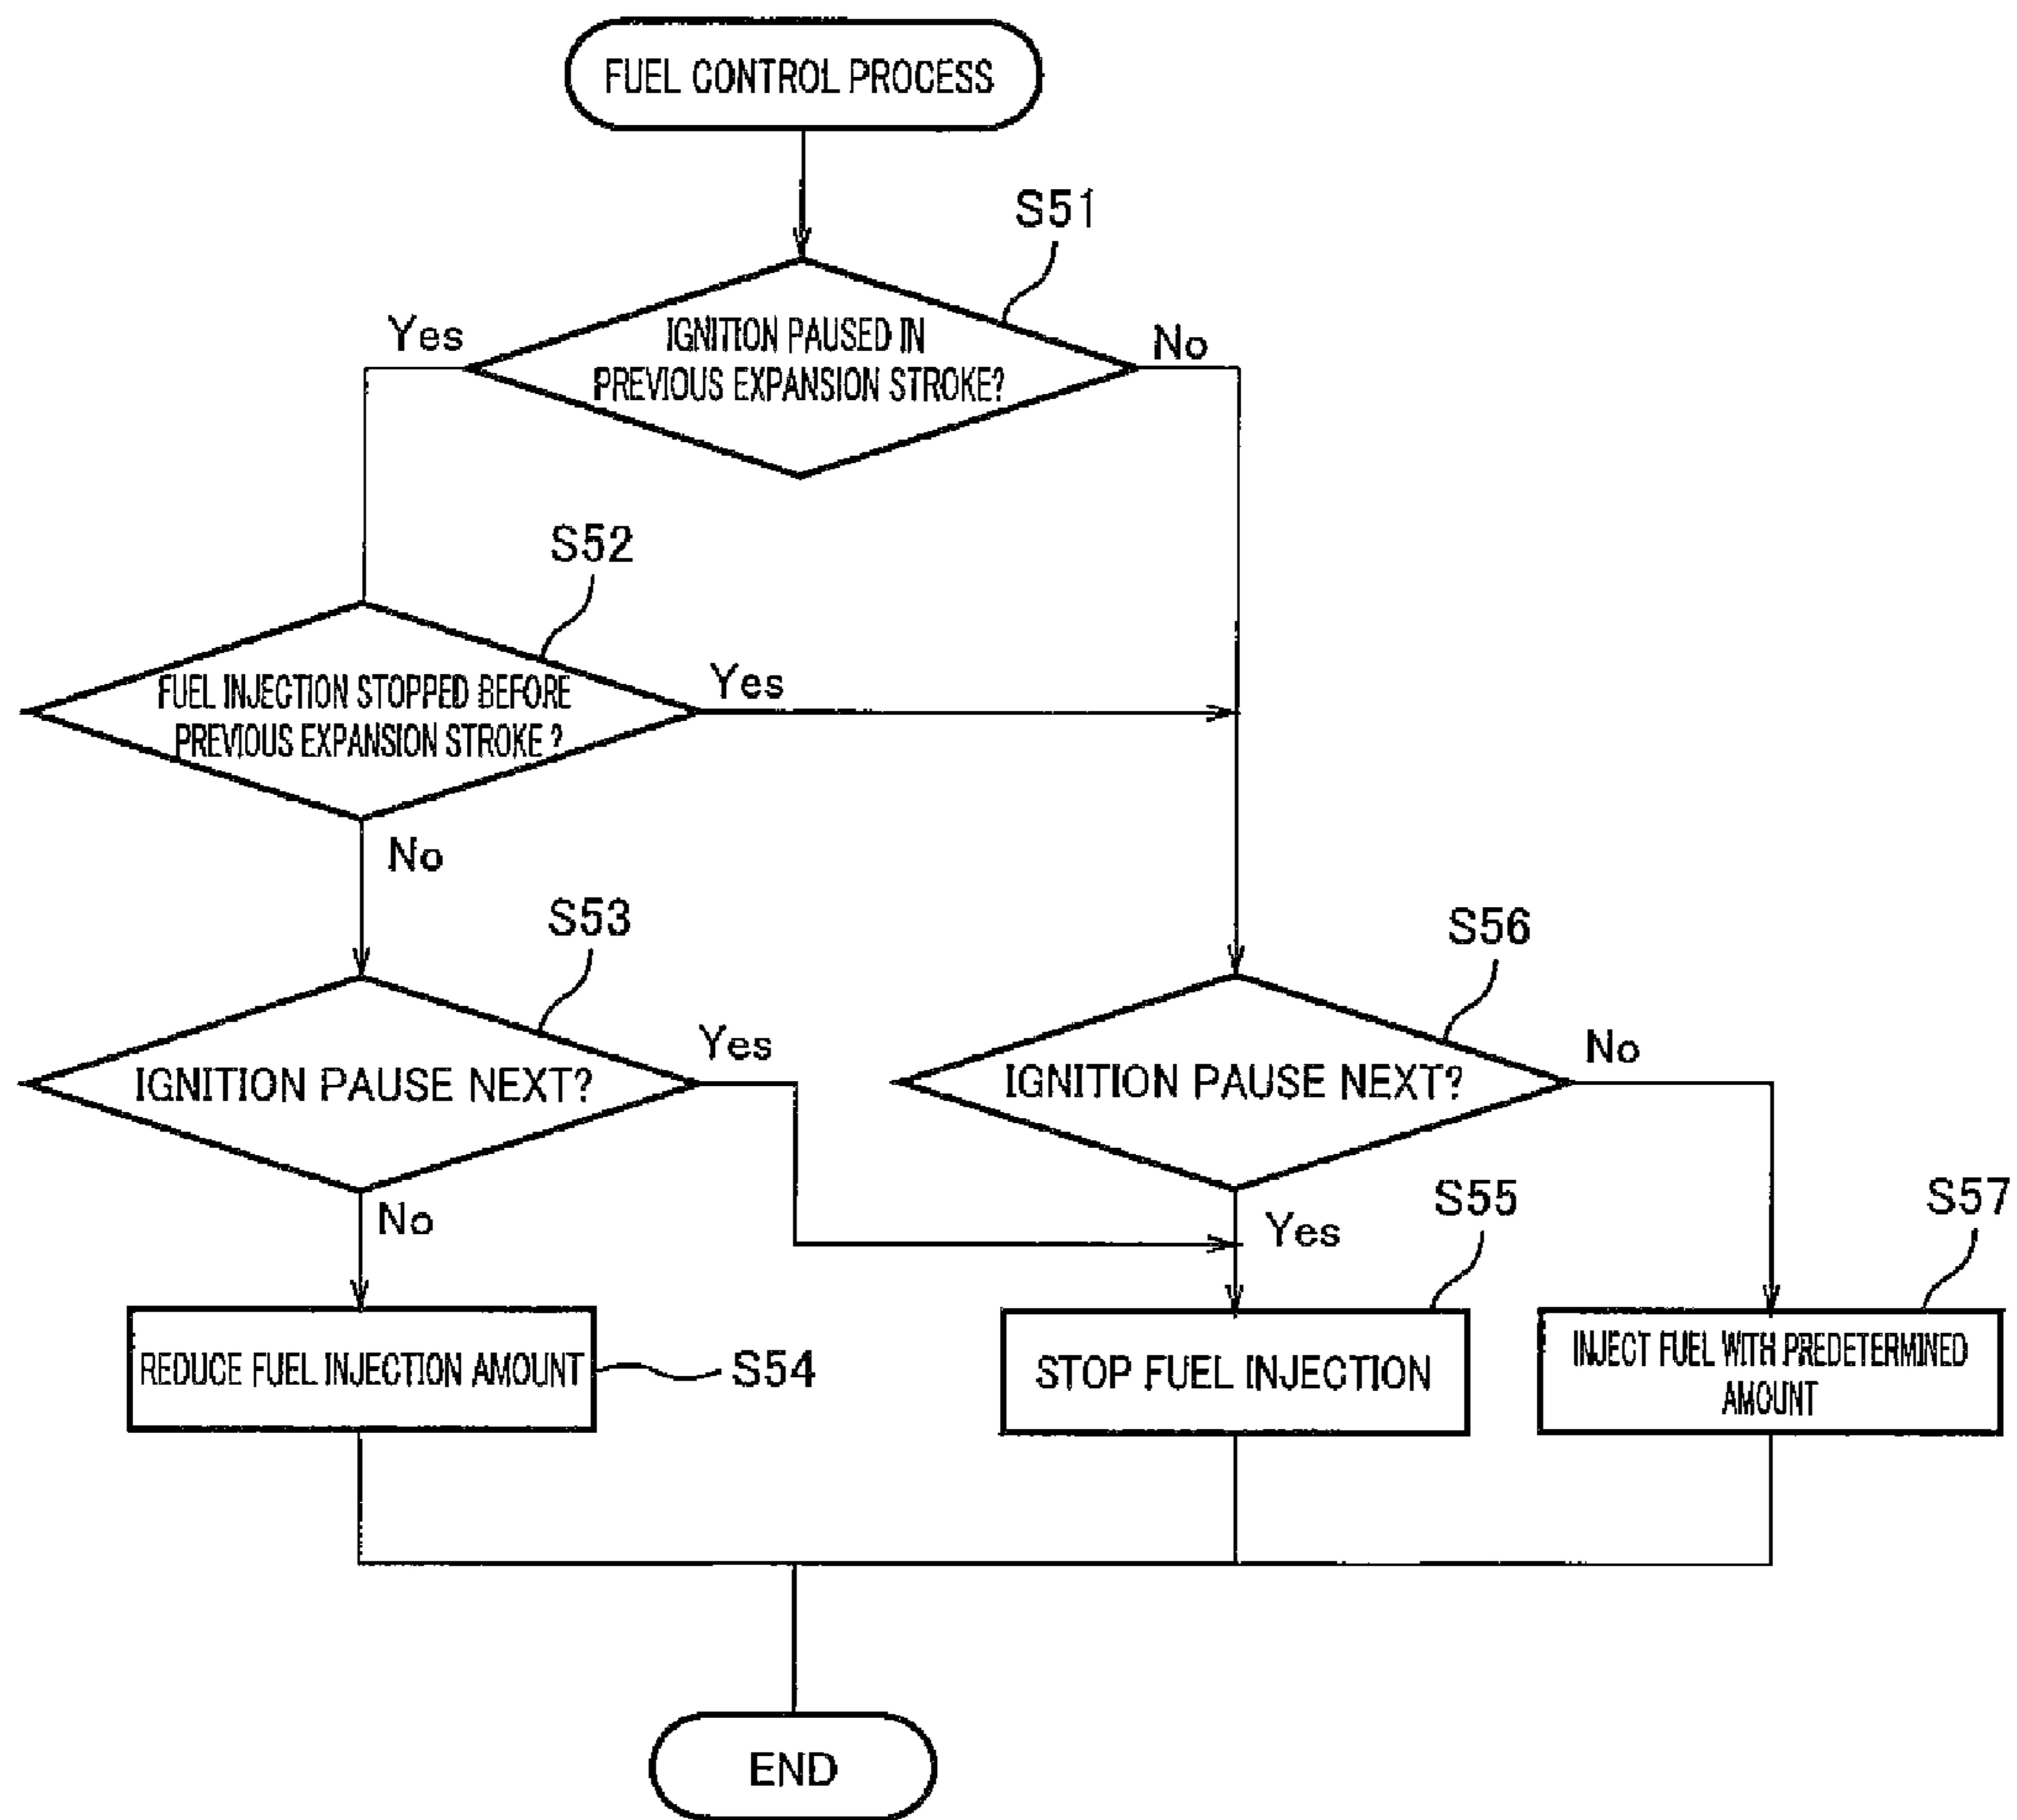 FUEL CONTROL PROCESS
S51
Yes
IGNITION PAUSED IN
PREVIOUS EXPANSION STROKE?
No
S52
FUEL INJECTION STOPPED BEFORE
PREVIOUS EXPANSION STROKE?
Yes
No
S53
S56
IGNITION PAUSE NEXT?
Yes
IGNITION PAUSE NEXT?
No
No
Yes
S55
S57
REDUCE FUEL INJECTION AMOUNT
S54
STOP FUEL INJECTION
INJECT FUEL WITH PREDETERMINED
AMOUNT
END